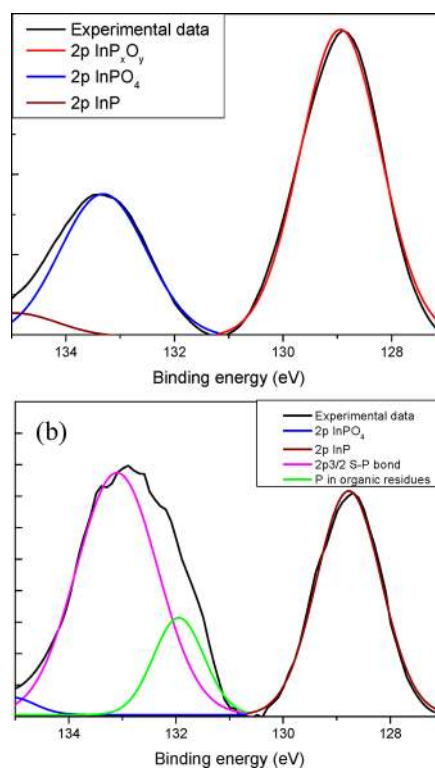 Experimental data
2p InPxOy
2p InPO4
2p InP
134
132
130
128
Binding energy (eV)
(b)
Experimental data
2p InPO4
2p InP
2p3/2 S-P bond
P in organic residues
134
132
130
128
Binding energy (eV)